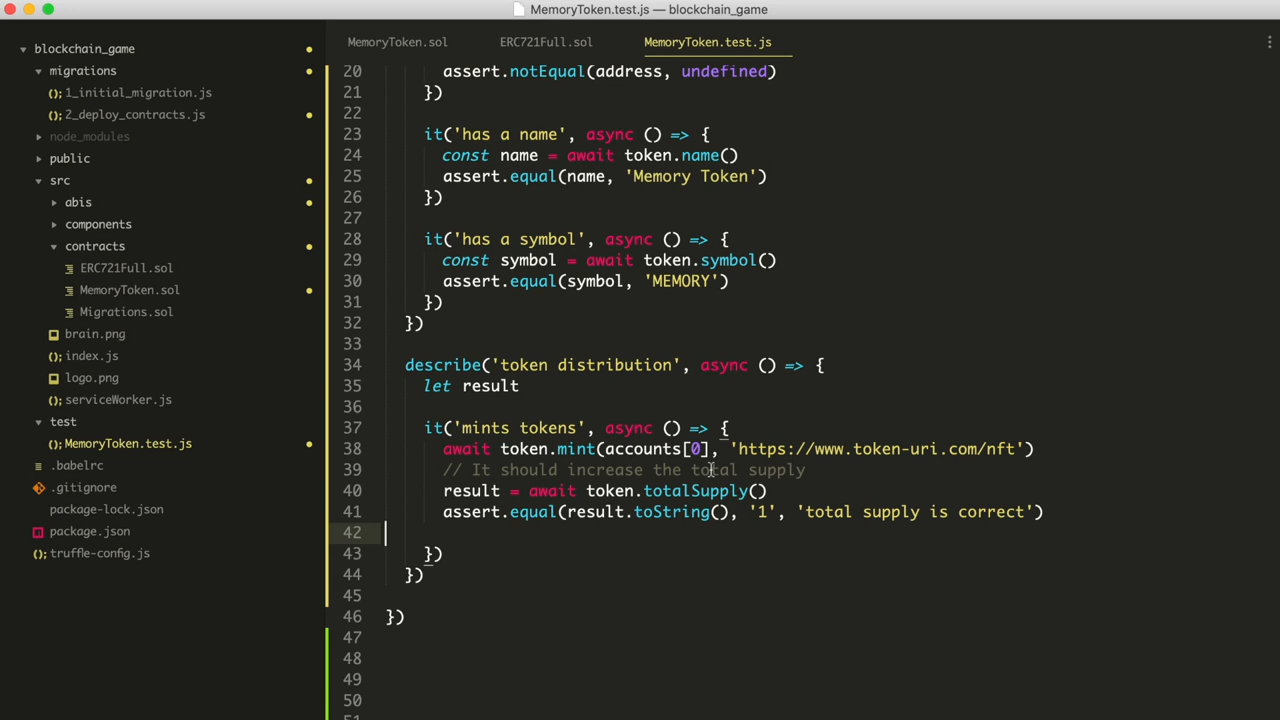 MemoryToken.test.js — blockchain_game
blockchain_game
migrations
1_initial_migration.js
2_deploy_contracts.js
node_modules
public
src
abis
components
contracts
ERC721Full.sol
MemoryToken.sol
Migrations.sol
brain.png
index.js
logo.png
serviceWorker.js
test
MemoryToken.test.js
.babelrc
.gitignore
package-lock.json
package.json
truffle-config.js
MemoryToken.sol ERC721Full.sol MemoryToken.test.js
20 assert.notEqual(address, undefined)
21 })
22
23 it('has a name', async () => {
24 const name = await token.name()
25 assert.equal(name, 'Memory Token')
26 })
27
28 it('has a symbol', async () => {
29 const symbol = await token.symbol()
30 assert.equal(symbol, 'MEMORY')
31 })
32 })
33
34 describe('token distribution', async () => {
35 let result
36
37 it('mints tokens', async () => {
38 await token.mint(accounts[0], 'https://www.token-uri.com/nft')
39 // It should increase the total supply
40 result = await token.totalSupply()
41 assert.equal(result.toString(), '1', 'total supply is correct')
42
43 })
44 })
45
46 })
47
48
49
50